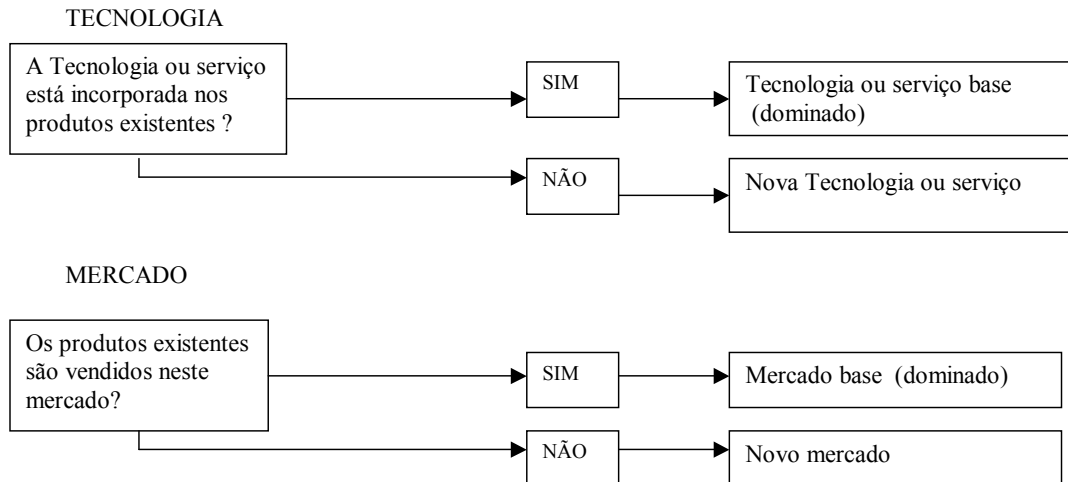 TECNOLOGIA
A Tecnologia ou serviço
está incorporada nos
produtos existentes ?
SIM
Tecnologia ou serviço base
(dominado)
NÃO
Nova Tecnologia ou serviço
MERCADO
Os produtos existentes
são vendidos neste
mercado?
SIM
Mercado base (dominado)
NÃO
Novo mercado